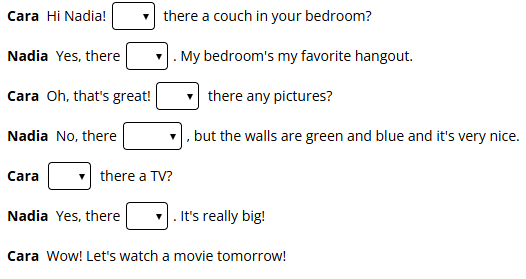 Cara Hi Nadia! there a couch in your bedroom?
Nadia Yes, there . My bedroom's my favorite hangout.
Cara Oh, that's great! there any pictures?
Nadia No, there , but the walls are green and blue and it's very nice.
Cara there a TV?
Nadia Yes, there . It's really big!
Cara Wow! Let's watch a movie tomorrow!